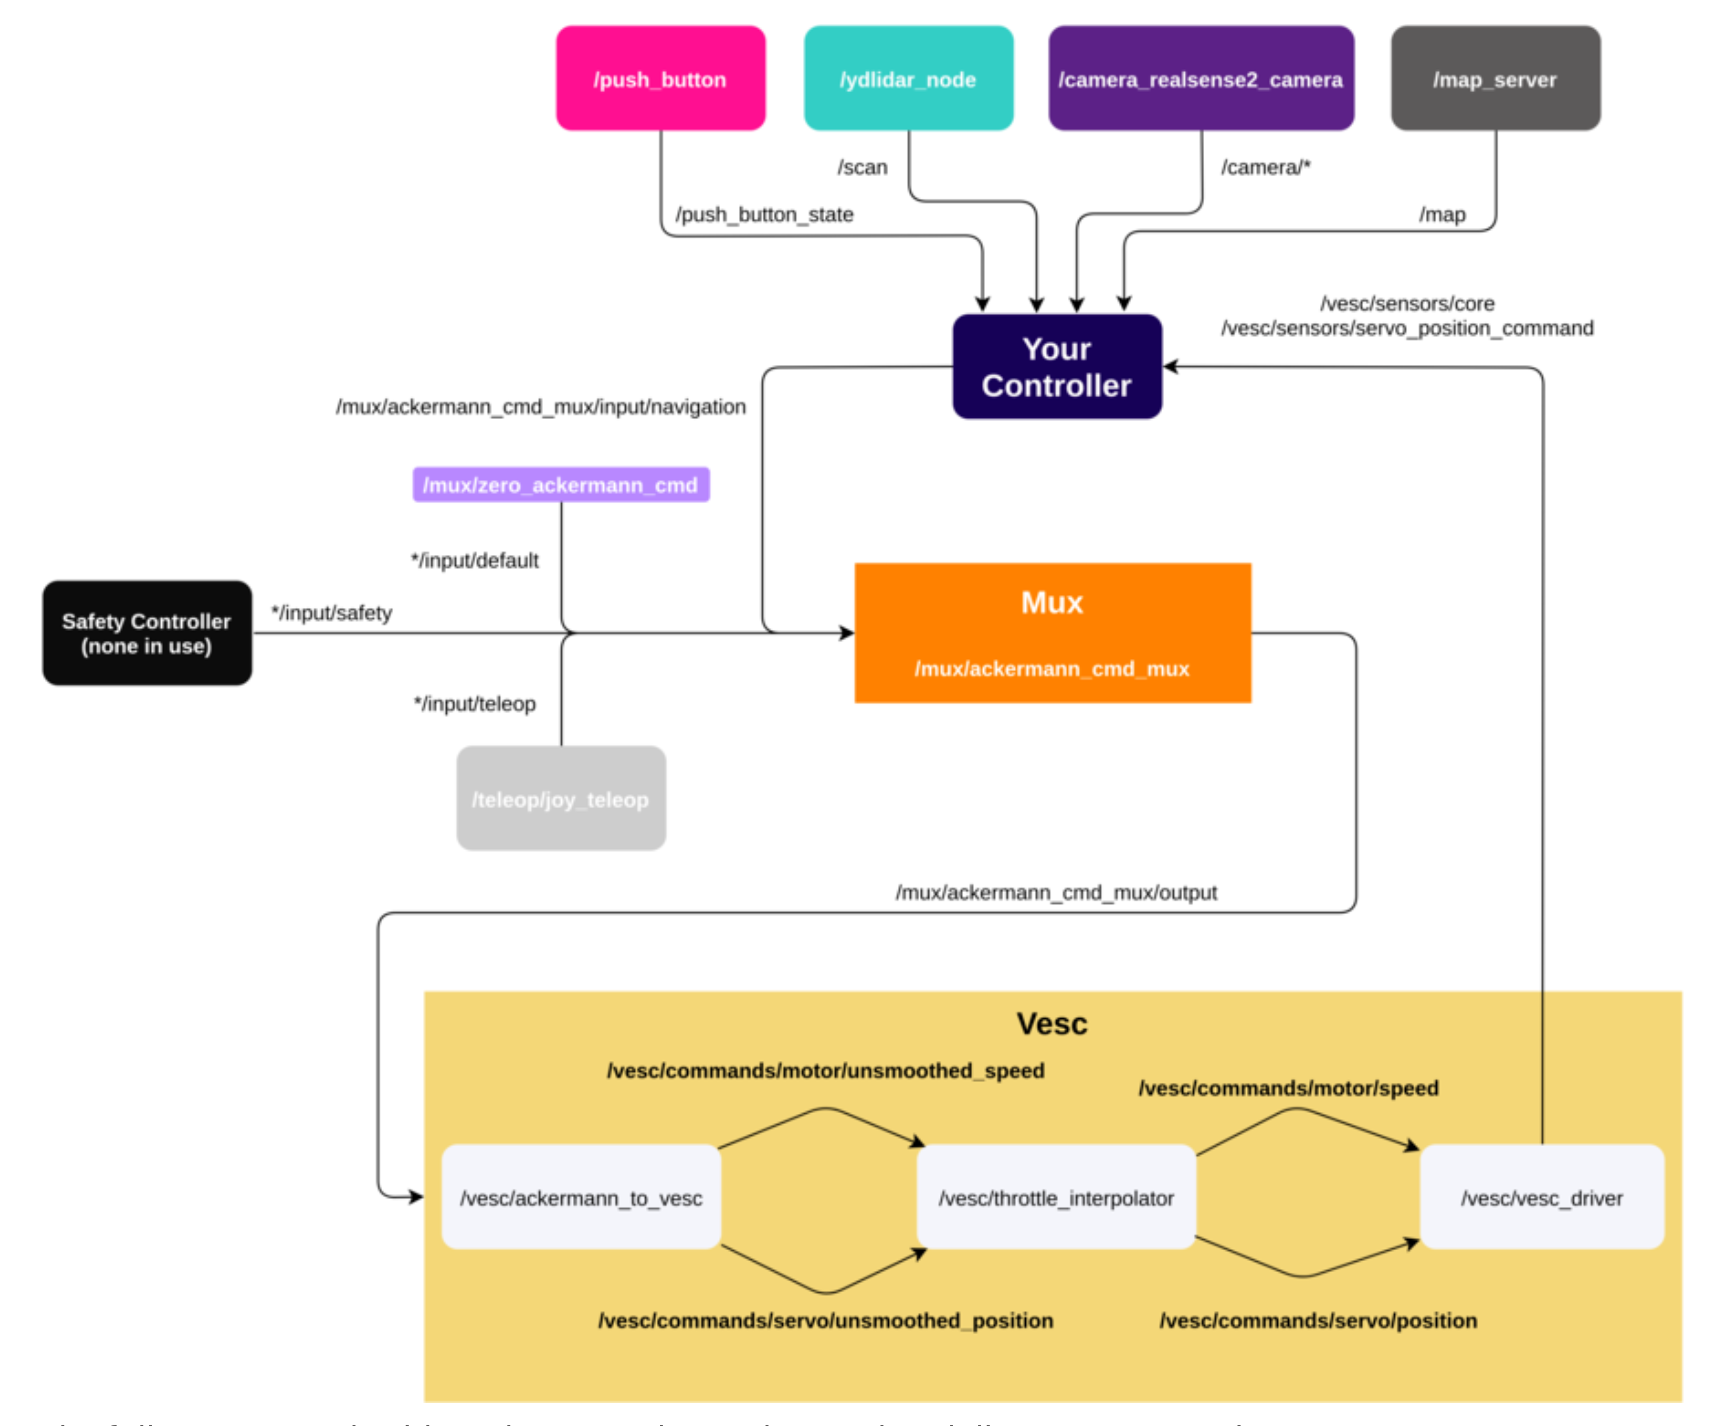 /push_button
/ydlidar_node
/camera_realsense2_camera
/map_server
/scan
/camera/*
/push_button_state
/map
/vesc/sensors/core
/vesc/sensors/servo_position_command
Your
Controller
/mux/ackermann_cmd_mux/input/navigation
/mux/zero_ackermann_cmd
*/input/default
Safety Controller
(none in use)
*/input/safety
Mux
/mux/ackermann_cmd_mux
*/input/teleop
/teleop/joy_teleop
/mux/ackermann_cmd_mux/output
Vesc
/vesc/commands/motor/unsmoothed_speed
/vesc/commands/motor/speed
/vesc/ackermann_to_vesc
/vesc/throttle_interpolator
/vesc/vesc_driver
/vesc/commands/servo/unsmoothed_position
/vesc/commands/servo/position